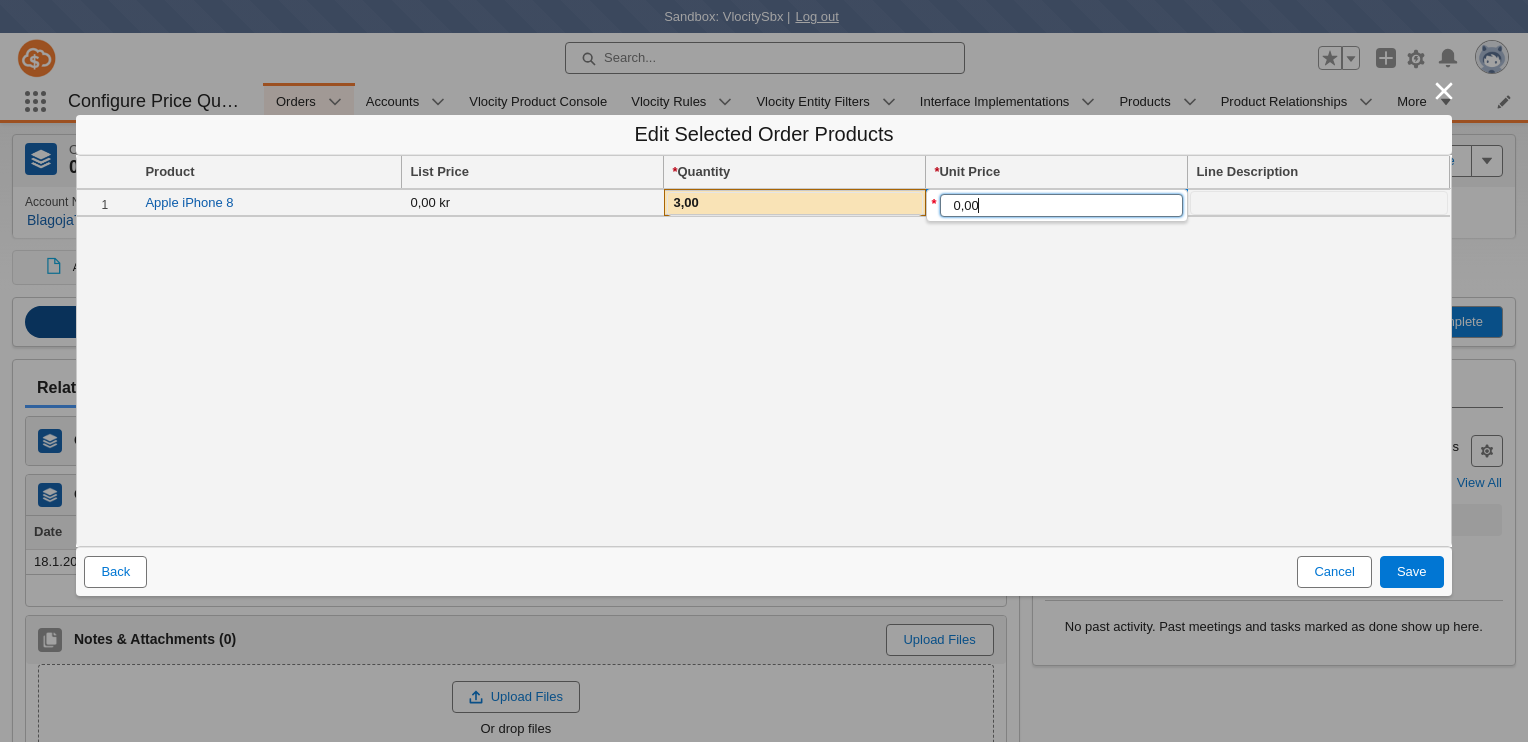 Sandbox: VlocitySbx | Log out
Search...
Configure Price Qu…
Orders
Accounts
Vlocity Product Console
Vlocity Rules
Vlocity Entity Filters
Interface Implementations
Products
Product Relationships
More
Edit Selected Order Products
Product
List Price
*Quantity
*Unit Price
Line Description
1
Apple iPhone 8
0,00 kr
3,00
* 0,00
Account N
Blagoja
View All
Date
18.1.20
Back
Cancel
Save
Notes & Attachments (0)
Upload Files
Upload Files
Or drop files
No past activity. Past meetings and tasks marked as done show up here.